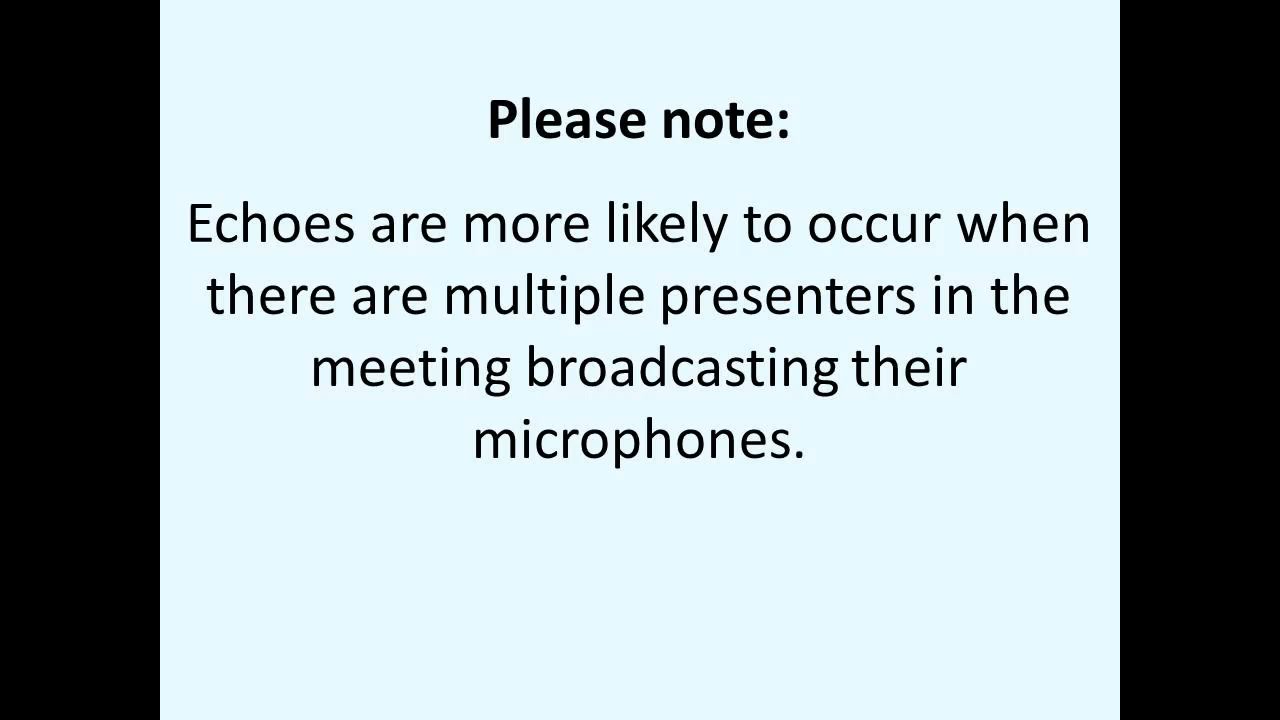 Please note:
Echoes are more likely to occur when
there are multiple presenters in the
meeting broadcasting their
microphones.